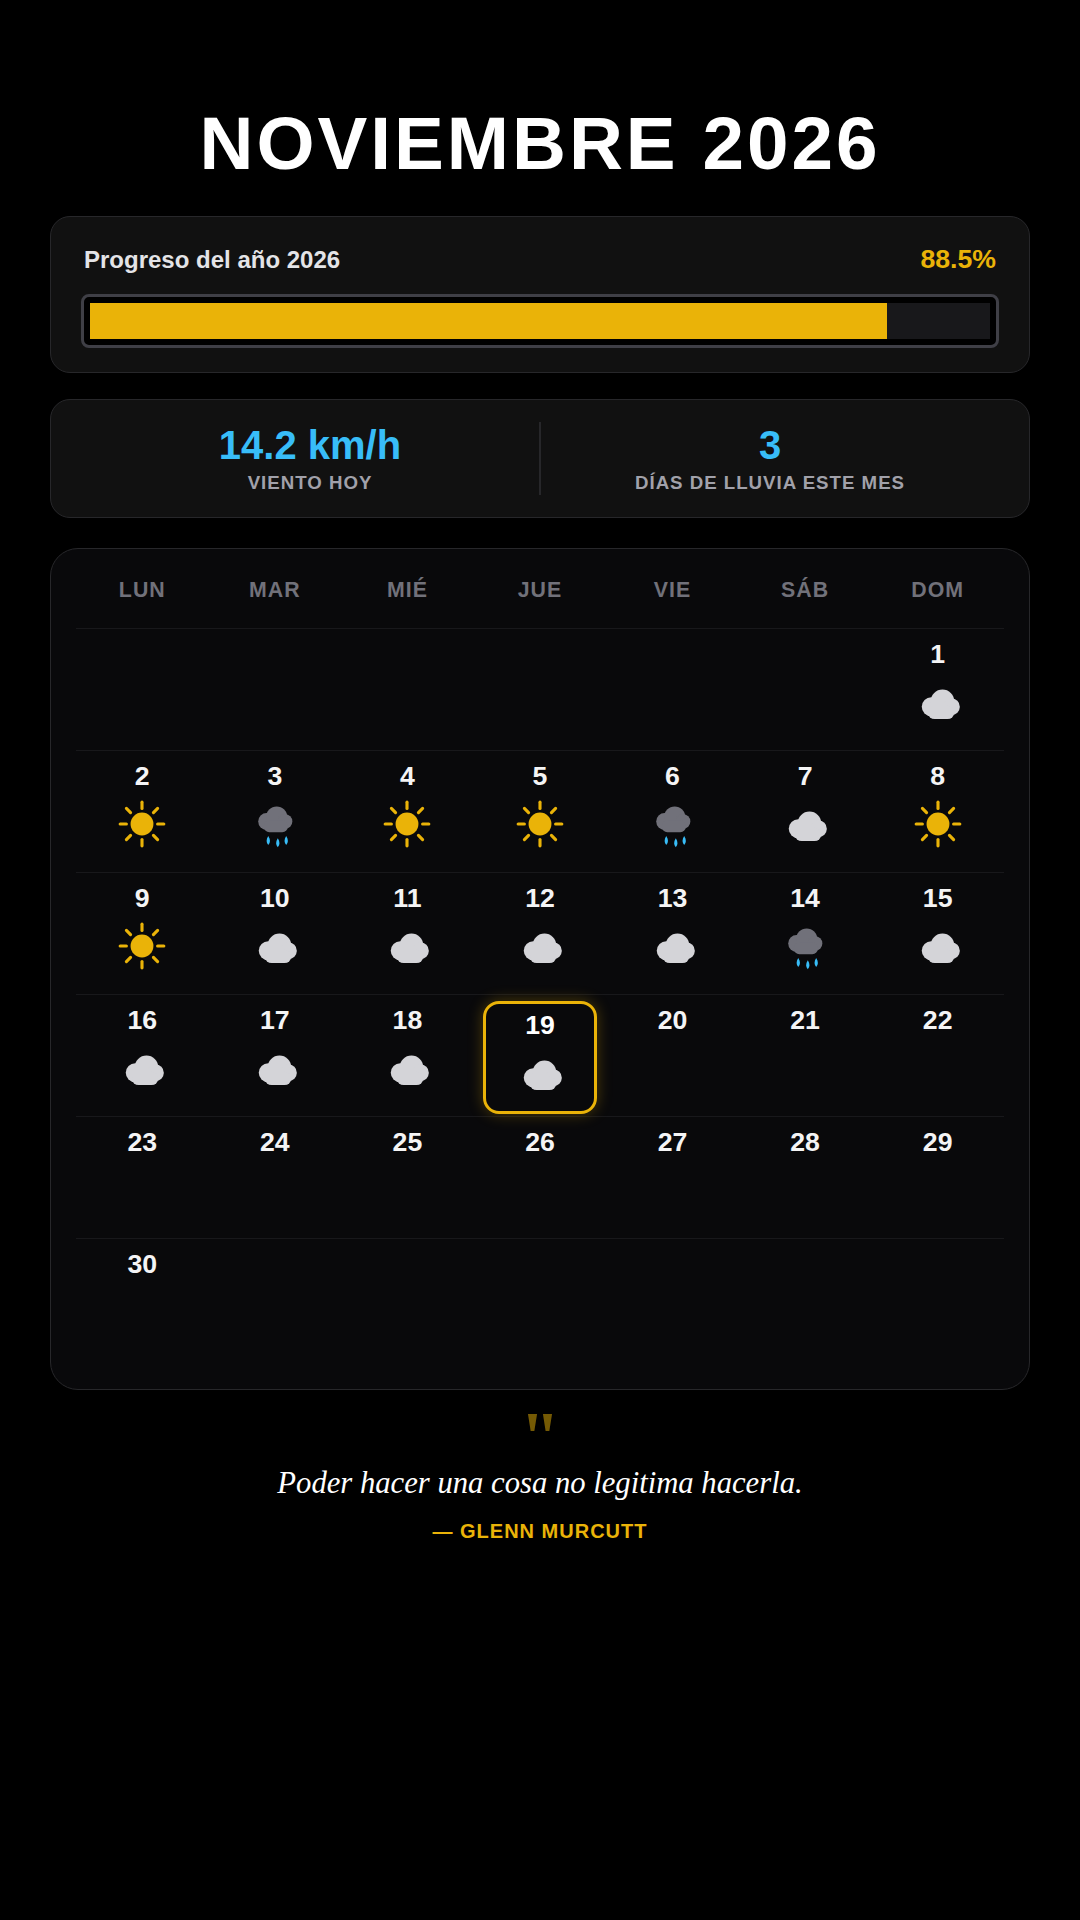 NOVIEMBRE 2026
Progreso del año 2026 88.5%
14.2 km/h 3
VIENTO HOY DÍAS DE LLUVIA ESTE MES
LUN MAR MIÉ JUE VIE SÁB DOM
1
2 3 4 5 6 7 8
9 10 11 12 13 14 15
16 17 18 19 20 21 22
23 24 25 26 27 28 29
30
"
Poder hacer una cosa no legitima hacerla.
— GLENN MURCUTT